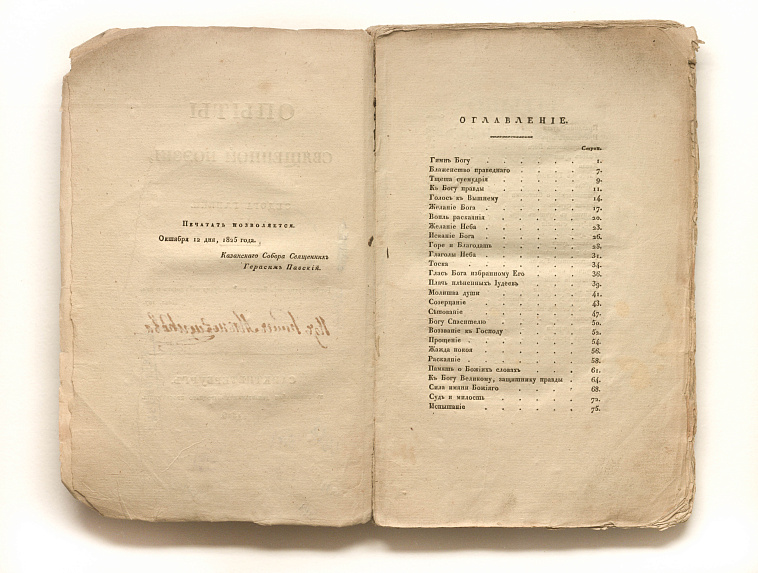 Печатать позволяется.
Октября 12 дня, 1825 года.
Казанскаго Собора Священникъ
Герасимъ Павскій.
ОГЛАВЛЕНІЕ.
Стран.
Гимнъ Богу . . . . . . . 1.
Блаженство праведнаго . . . . . . 7.
Тщета суемудрія . . . . . . 9.
Къ Богу правды . . . . . . 11.
Голосъ къ Вышнему . . . . . . 14.
Желаніе Бога . . . . . . 17.
Вопль раскаянія . . . . . . 20.
Желаніе Неба . . . . . . 23.
Исканіе Бога . . . . . . 26.
Горе и Благодать . . . . . . 28.
Глаголы Неба . . . . . . 31.
Тоска . . . . . . . 34.
Гласъ Бога избранному Его . . . . 36.
Плачь плѣненныхъ Іудеевъ . . . . 39.
Молитва души . . . . . . 41.
Созерцаніе . . . . . . 43.
Сѣтованіе . . . . . . 47.
Богу Спасителю . . . . . . 50.
Воззваніе къ Господу . . . . . 52.
Прощеніе . . . . . . . 54.
Жажда покоя . . . . . . 56.
Раскаяніе . . . . . . 58.
Память о Божіихъ словахъ . . . . 61.
Къ Богу Великому, защитнику правды . 64.
Сила имяни Божіяго . . . . . 68.
Судъ и милость . . . . . . 72.
Испытаніе . . . . . . 75.